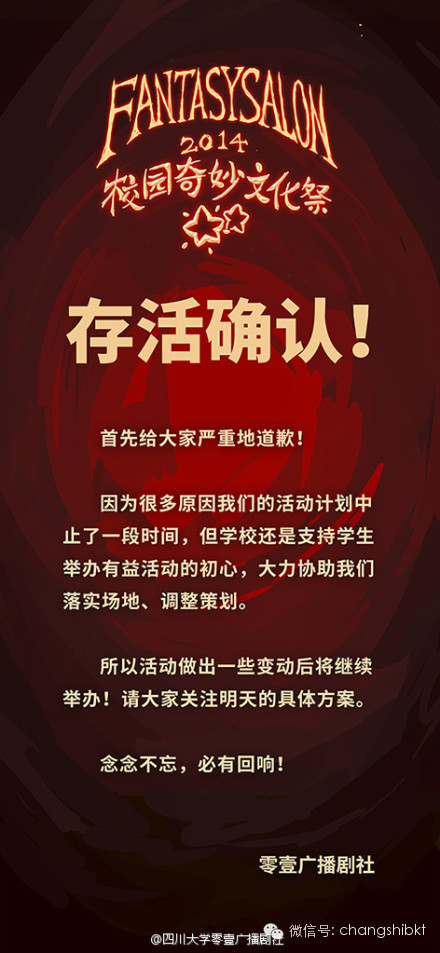 FANTASYSALON
2014
校园奇妙文化祭
存活确认！
首先给大家严重地道歉！
因为很多原因我们的活动计划中
止了一段时间，但学校还是支持学生
举办有益活动的初心，大力协助我们
落实场地、调整策划。
所以活动做出一些变动后将继续
举办！请大家关注明天的具体方案。
念念不忘，必有回响！
零壹广播剧社
微信号: changshibkt
@四川大学零壹广播剧社